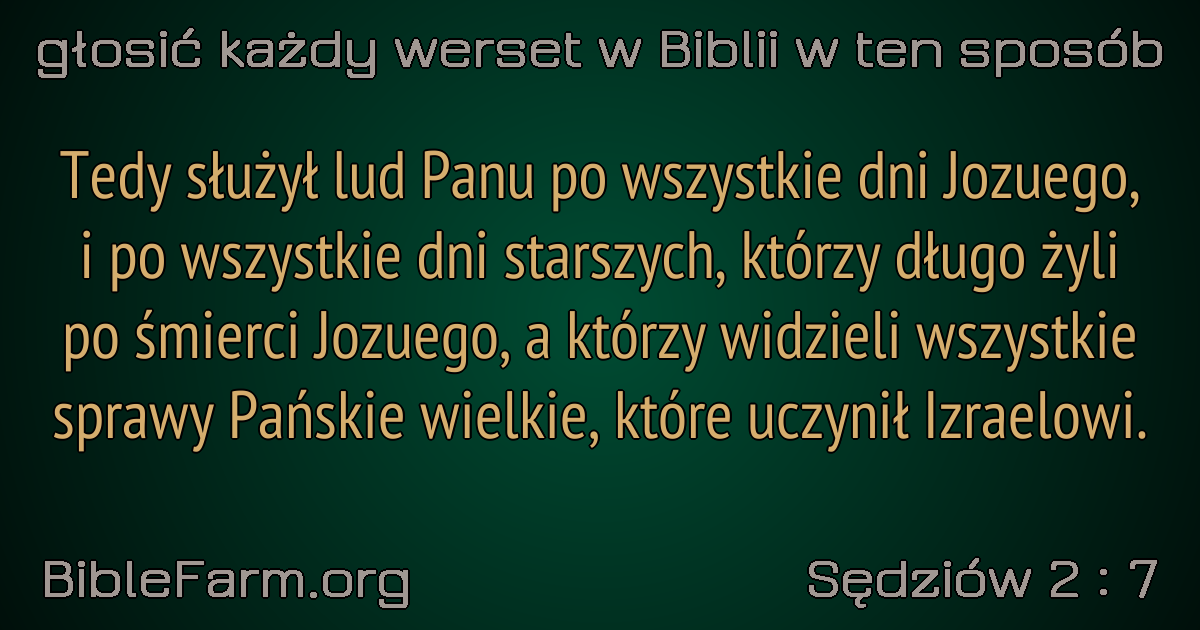 głosić każdy werset w Biblii w ten sposób
Tedy służył lud Panu po wszystkie dni Jozuego,
i po wszystkie dni starszych, którzy długo żyli
po śmierci Jozuego, a którzy widzieli wszystkie
sprawy Pańskie wielkie, które uczynił Izraelowi.
BibleFarm.org
Sędziów 2 : 7